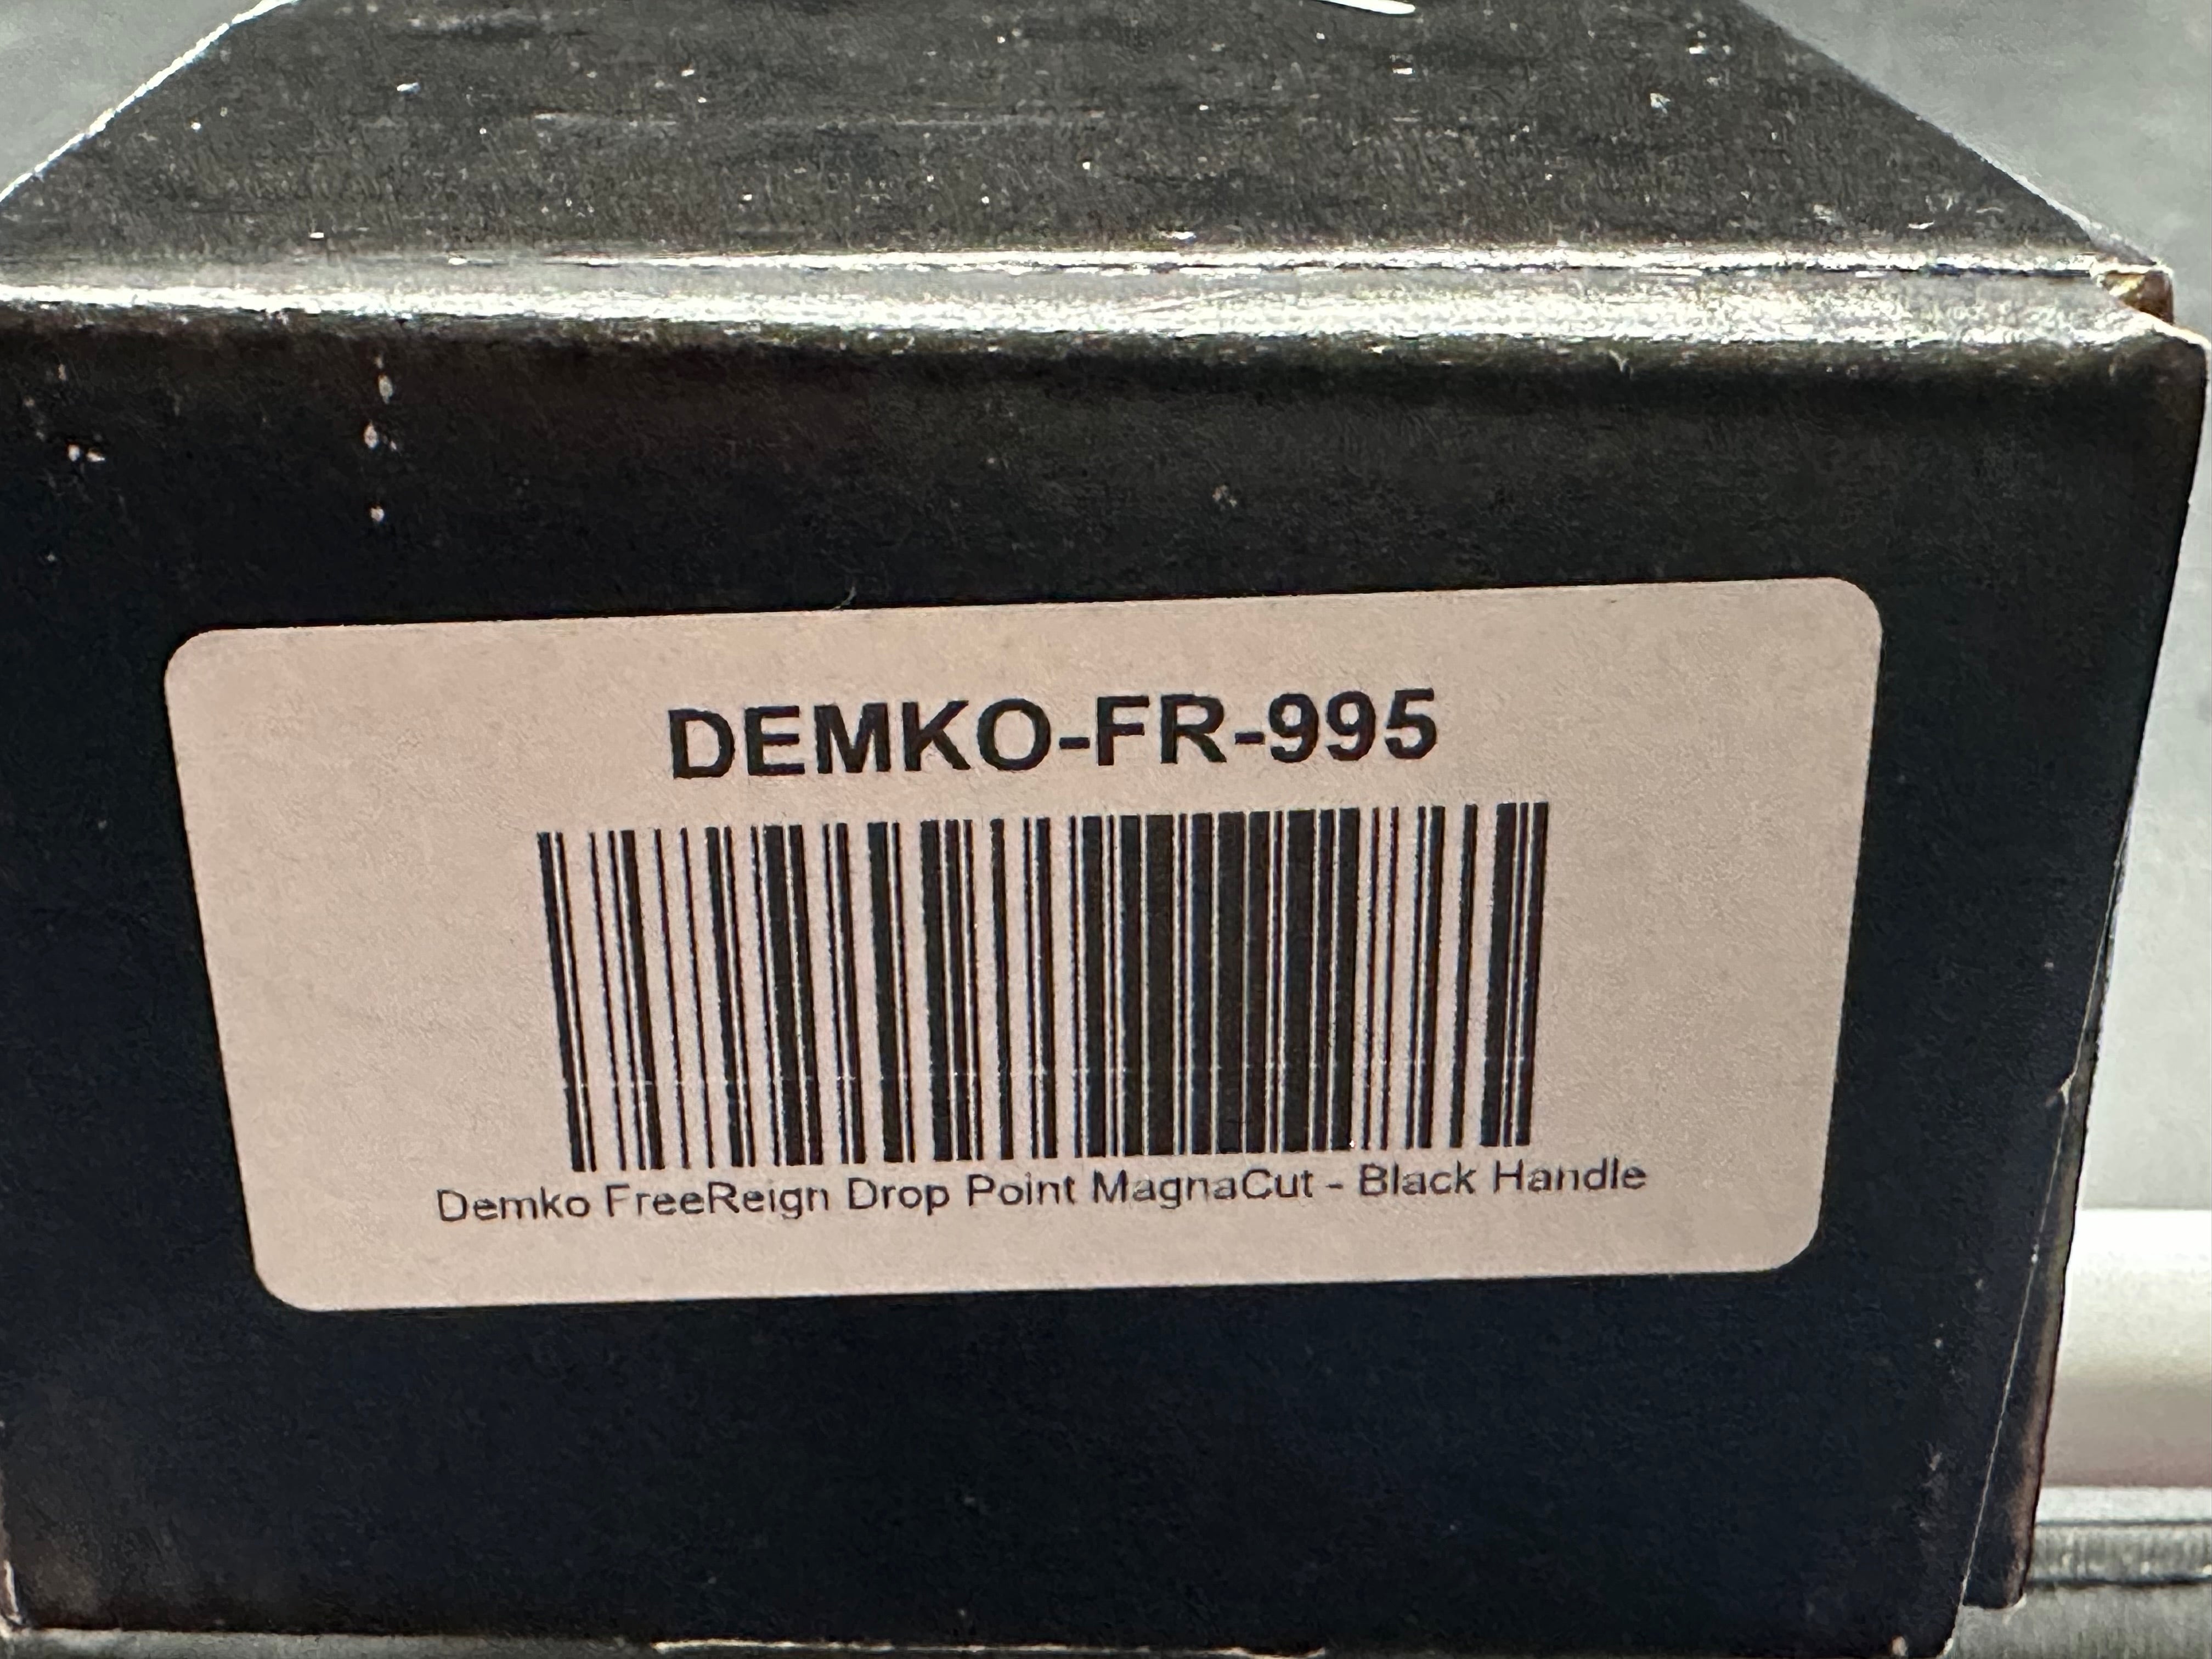 DEMKO-FR-995
Demko FreeReign Drop Point MagnaCut - Black Handle